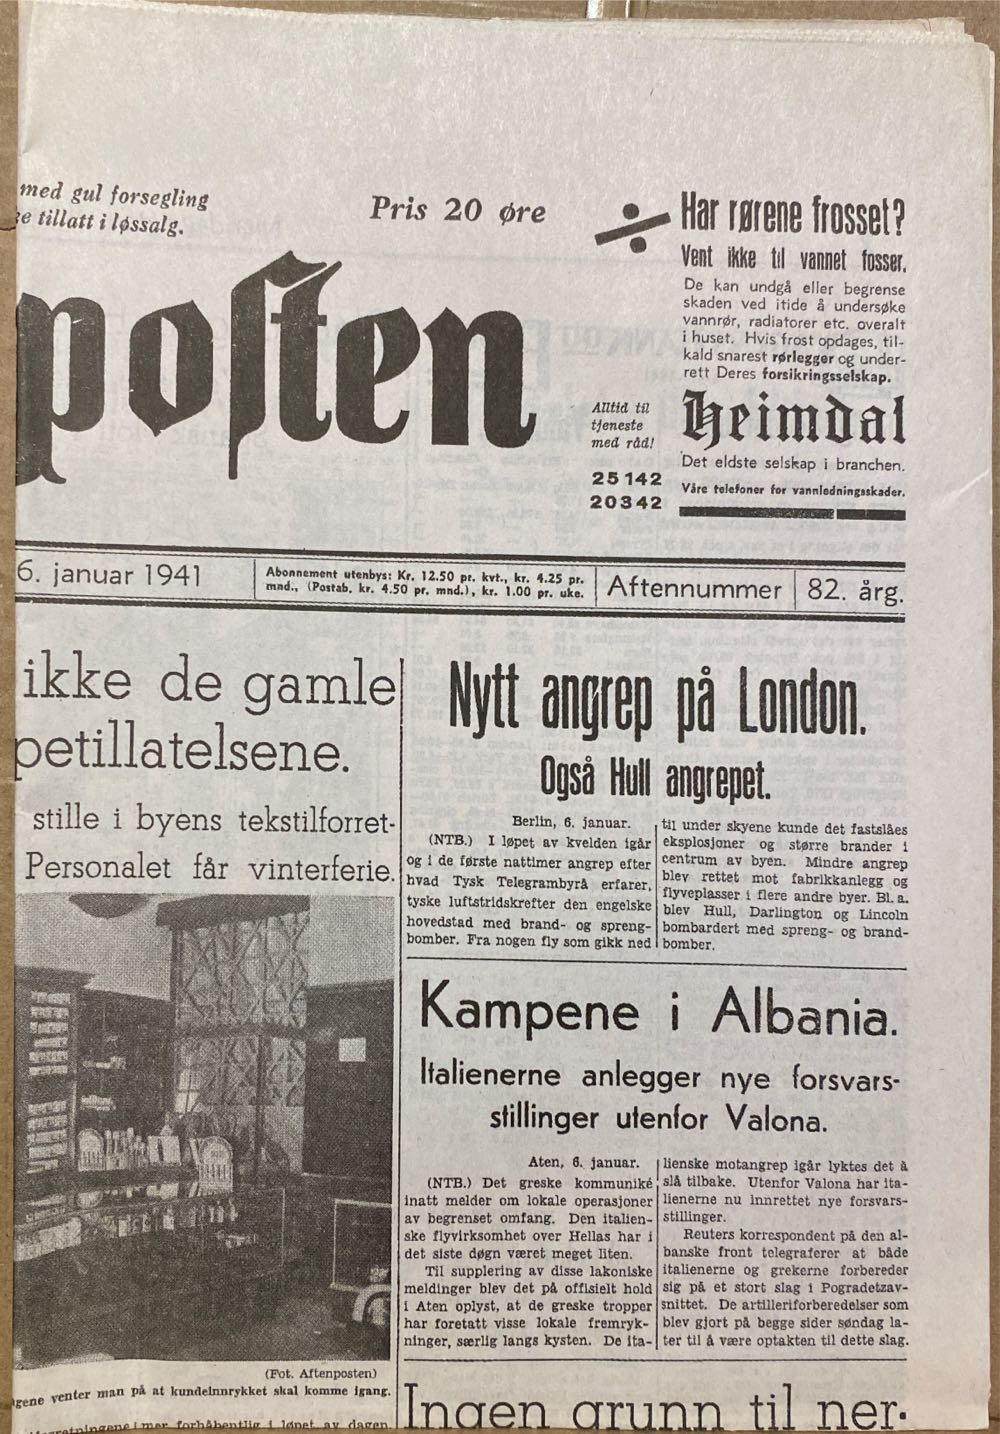 med gul forsegling
tillatt i løssalg.
Pris 20 øre
posten
Har rørene frosset?
Vent ikke til vannet fosser.
De kan undgå eller begrense
skaden ved itide å undersøke
vannrør, radiatorer etc. overalt
i huset. Hvis frost opdages, til-
kald snarest rørlegger og under-
rett Deres forsikringsselskap.
Alltid til
tjeneste
med råd!
25142
20342
Heimdal
Det eldste selskap i branchen.
Våre telefoner for vannledningsskader.
6. januar 1941
Abonnement utenbys: Kr. 12.50 pr. kvt., kr. 4.25 pr.
mnd., (Postab. kr. 4.50 pr. mnd.), kr. 1.00 pr. uke.
Aftennummer
82. årg.
ikke de gamle
petillatelsene.
stille i byens tekstilforret-
Personalet får vinterferie.
(Fot. Aftenposten)
gene venter man på at kundeinnrykket skal komme igang.
forhåbentlig i løpet av dagen
Nytt angrep på London.
Også Hull angrepet.
Berlin, 6. januar.
(NTB.) I løpet av kvelden igår
og i de første nattimer angrep efter
hvad Tysk Telegrambyrå erfarer,
tyske luftstridskrefter den engelske
hovedstad med brand- og spreng-
bomber. Fra nogen fly som gikk ned
til under skyene kunde det fastslåes
eksplosjoner og større brander i
centrum av byen. Mindre angrep
blev rettet mot fabrikkanlegg og
flyveplasser i flere andre byer. Bl. a.
blev Hull, Darlington og Lincoln
bombardert med spreng- og brand-
bomber.
Kampene i Albania.
Italienerne anlegger nye forsvars-
stillinger utenfor Valona.
Aten, 6. januar.
(NTB.) Det greske kommuniké
inatt melder om lokale operasjoner
av begrenset omfang. Den italien-
ske flyvirksomhet over Hellas har i
det siste døgn været meget liten.
Til supplering av disse lakoniske
meldinger blev det på offisielt hold
i Aten oplyst, at de greske tropper
har foretatt visse lokale fremryk-
ninger, særlig langs kysten. De ita-
lienske motangrep igår lyktes det å
slå tilbake. Utenfor Valona har ita-
lienerne nu innrettet nye forsvars-
stillinger.
Reuters korrespondent på den al-
banske front telegraferer at både
italienerne og grekerne forbereder
sig på et stort slag i Pogradetzav-
snittet. De artilleriforberedelser som
blev gjort på begge sider søndag la-
ter til å være optakten til dette slag.
Ingen grunn til ner-